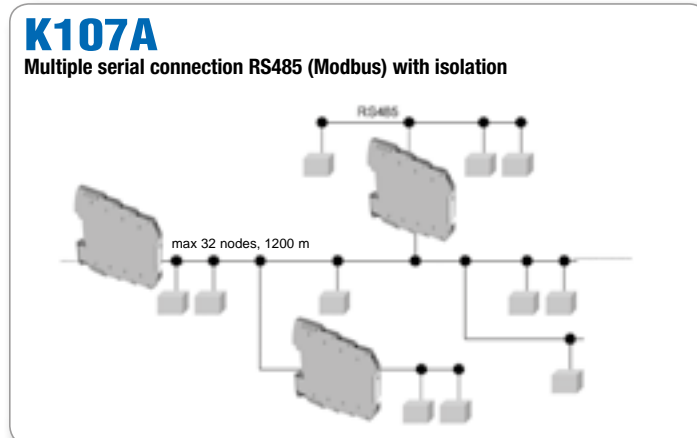 K107A
Multiple serial connection RS485 (Modbus) with isolation
RS485
max 32 nodes, 1200 m